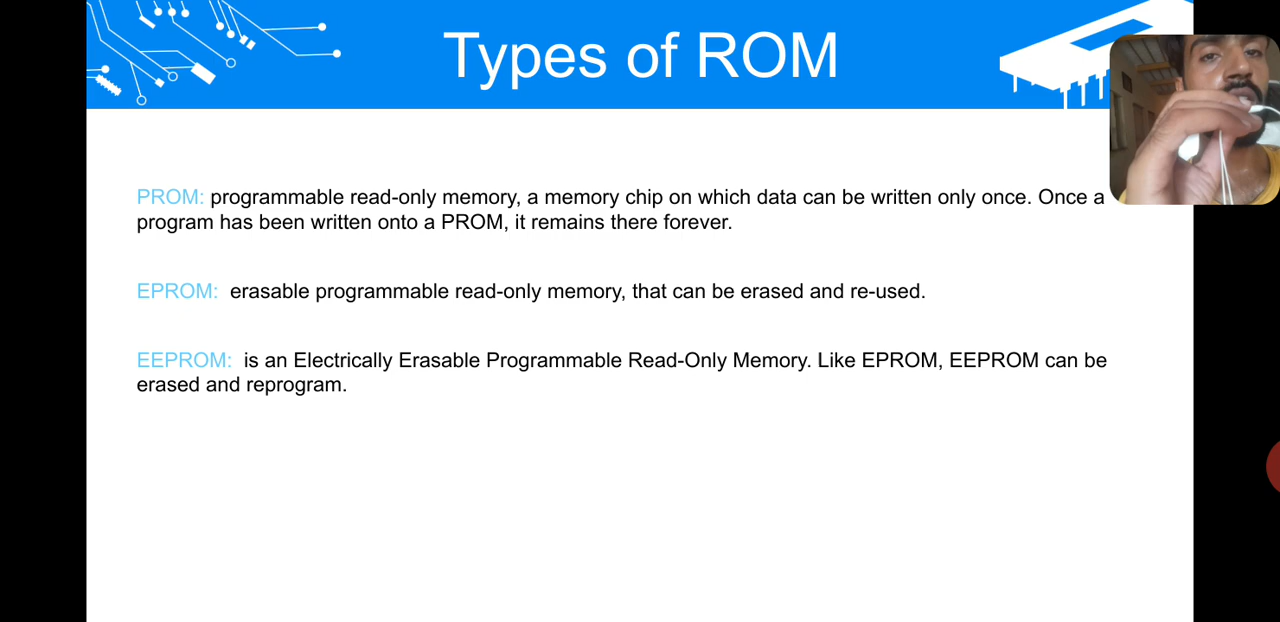 Types of ROM
PROM: programmable read-only memory, a memory chip on which data can be written only once. Once a
program has been written onto a PROM, it remains there forever.
EPROM: erasable programmable read-only memory, that can be erased and re-used.
EEPROM: is an Electrically Erasable Programmable Read-Only Memory. Like EPROM, EEPROM can be
erased and reprogram.